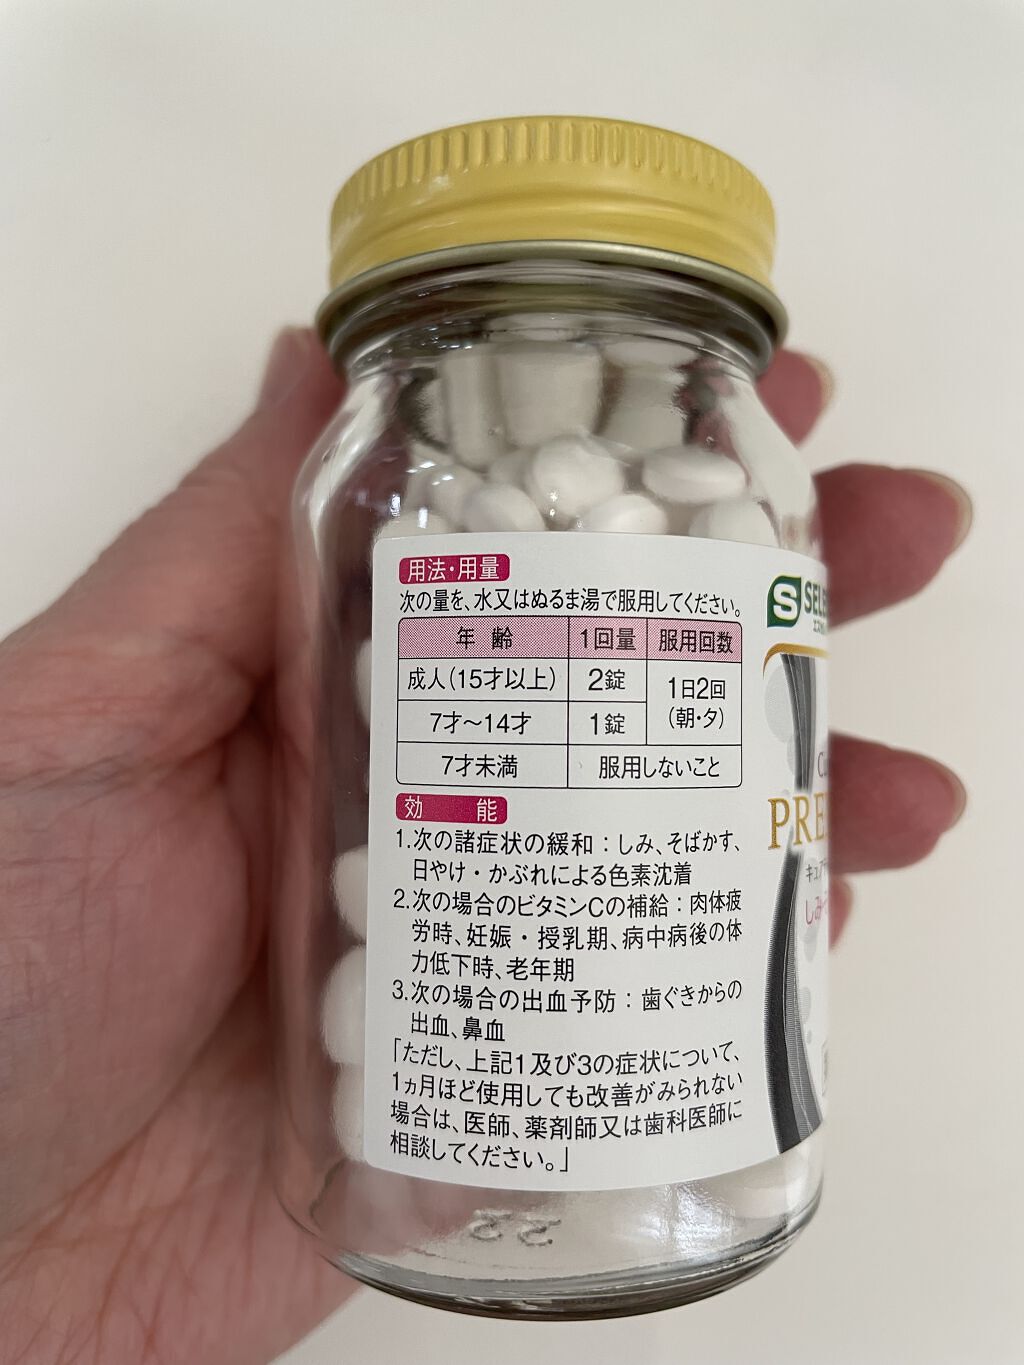 用法・用量
次の量を、水又はぬるま湯で服用してください。
年齢 1回量 服用回数
成人(15才以上) 2錠 1日2回
(朝・夕)
7才〜14才 1錠
7才未満 服用しないこと
効能
1.次の諸症状の緩和：しみ、そばかす、
日やけ・かぶれによる色素沈着
2.次の場合のビタミンCの補給：肉体疲
労時、妊娠・授乳期、病中病後の体
力低下時、老年期
3.次の場合の出血予防：歯ぐきからの
出血、鼻血
「ただし、上記1及び3の症状について、
1ヵ月ほど使用しても改善がみられない
場合は、医師、薬剤師又は歯科医師に
相談してください。」
S SELE
PRE
しみ
22